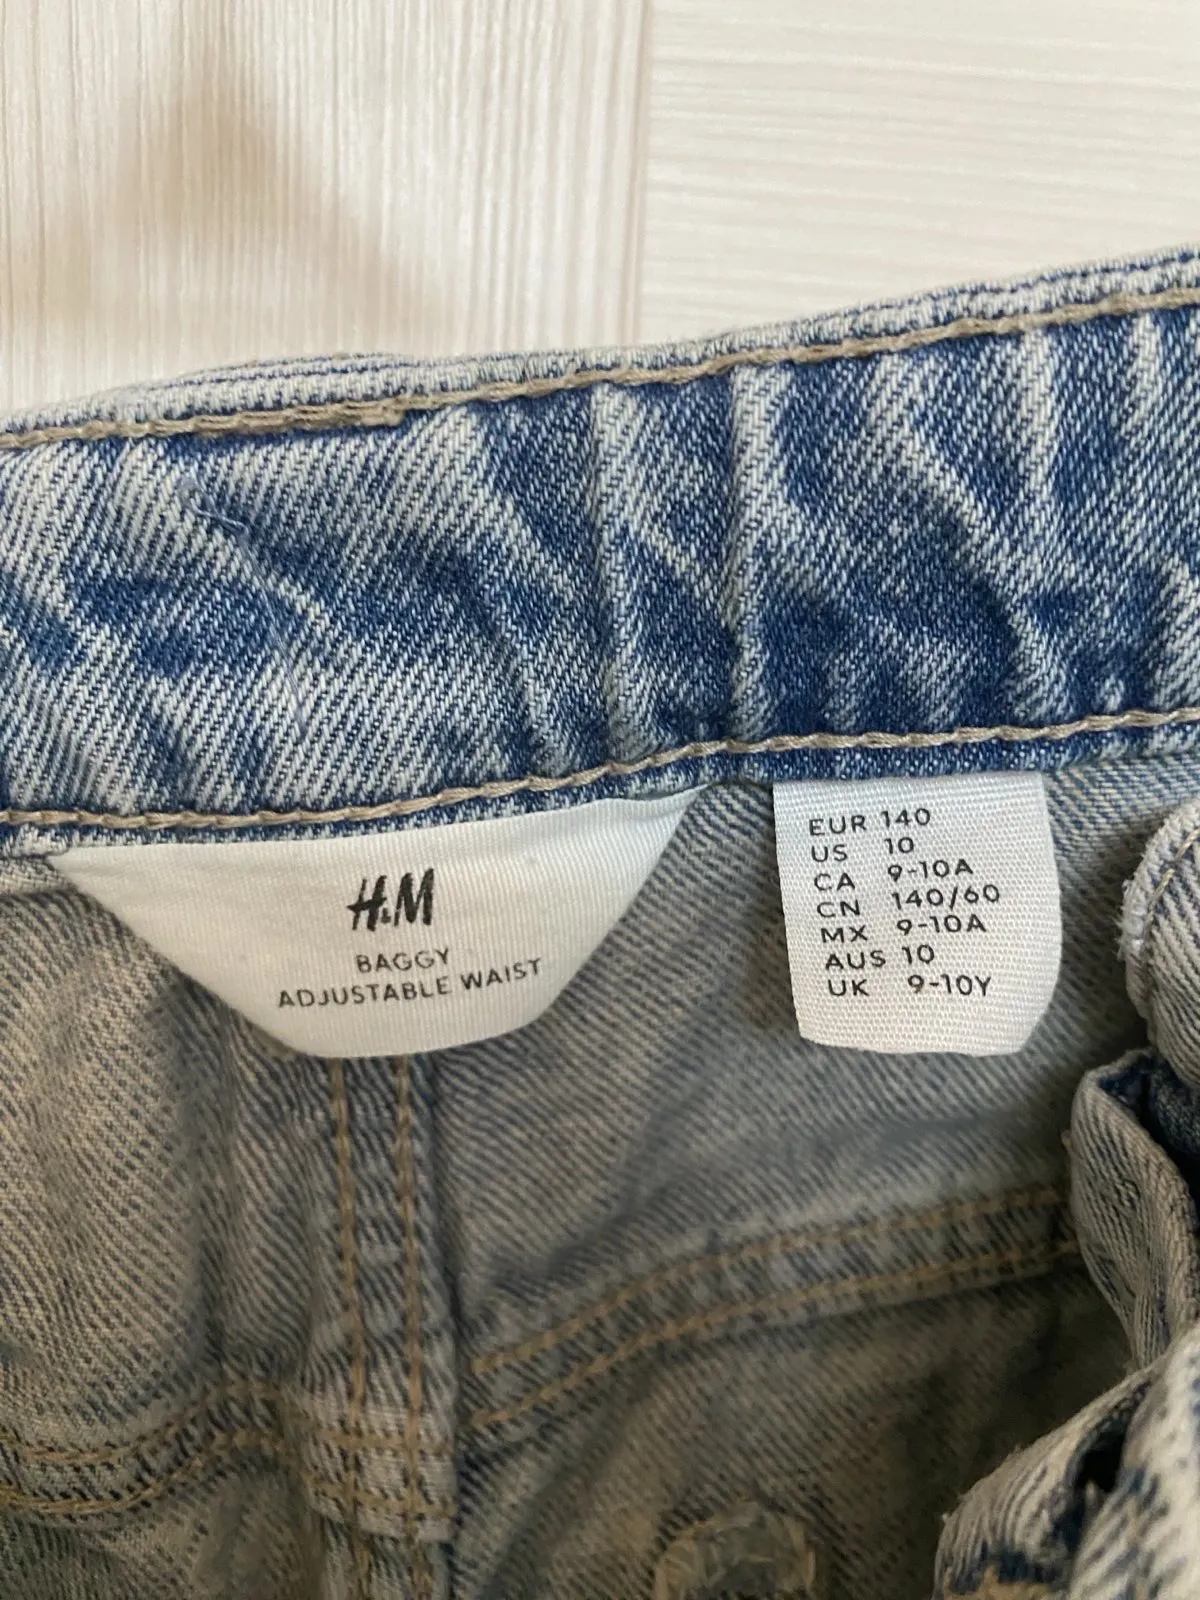 H&M
BAGGY
ADJUSTABLE WAIST
EUR 140
US 10
CA 9-10A
CN 140/60
MX 9-10A
AUS 10
UK 9-10Y